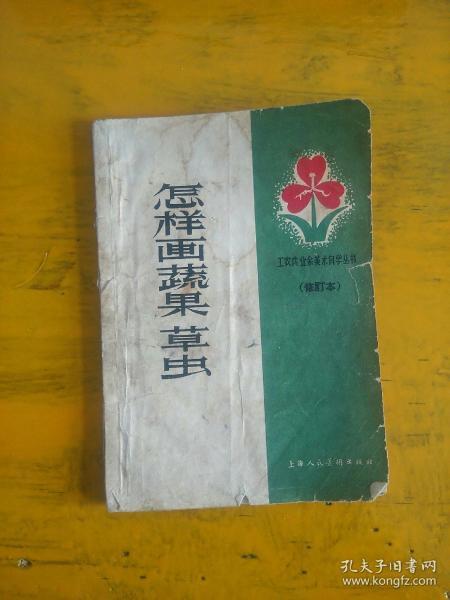 怎样画蔬果草虫
工农兵业余美术自学丛书
（修訂本）
上海人民美术出版社
孔夫子旧书网
www.kongfz.com